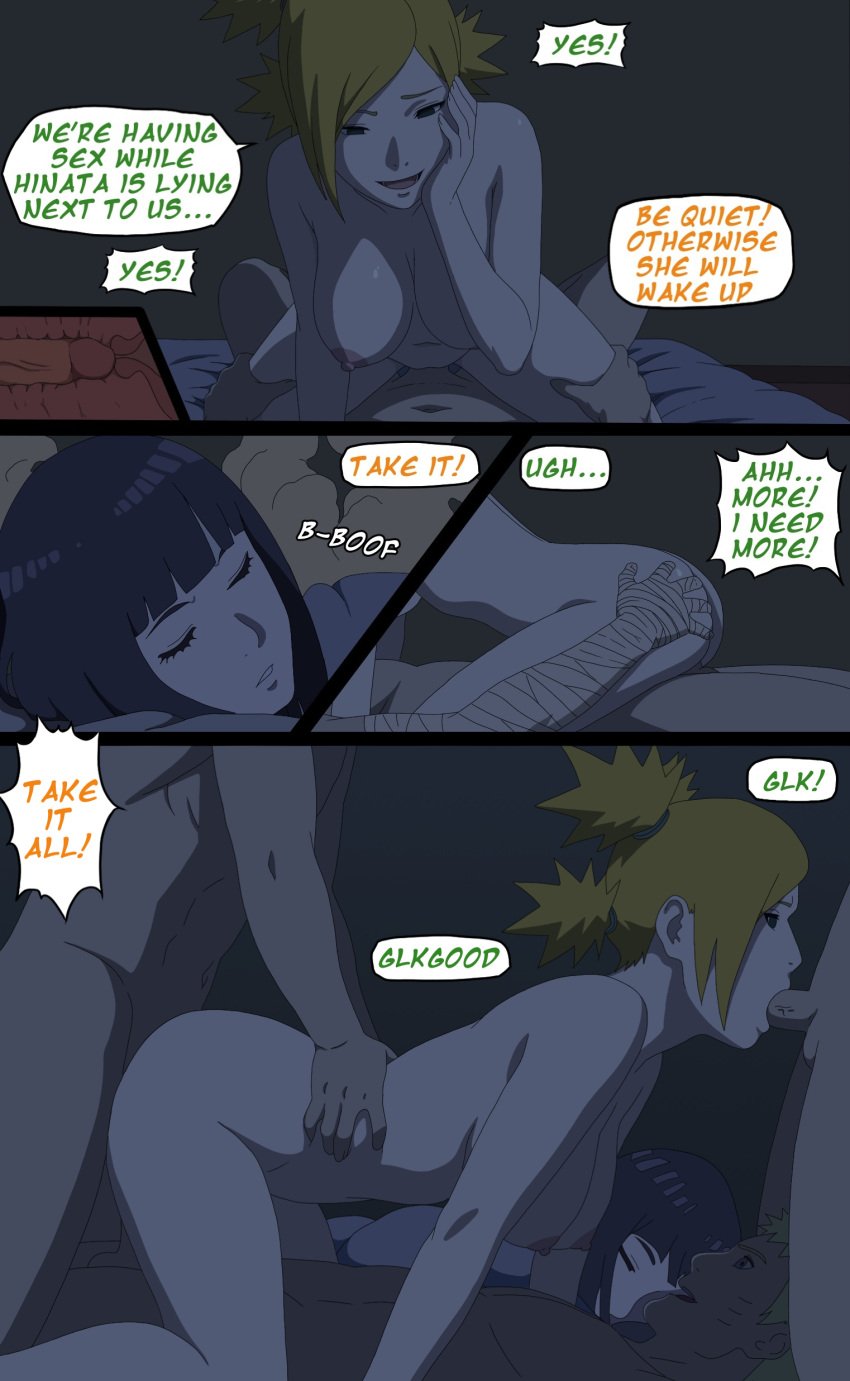 YES!
WE'RE HAVING
SEX WHILE
HINATA IS LYING
NEXT TO US...
YES!
BE QUIET!
OTHERWISE
SHE WILL
WAKE UP
TAKE IT!
B-BOOF
UGH...
AHH...
MORE!
I NEED
MORE!
TAKE
IT
ALL!
GLK!
GLKGOOD